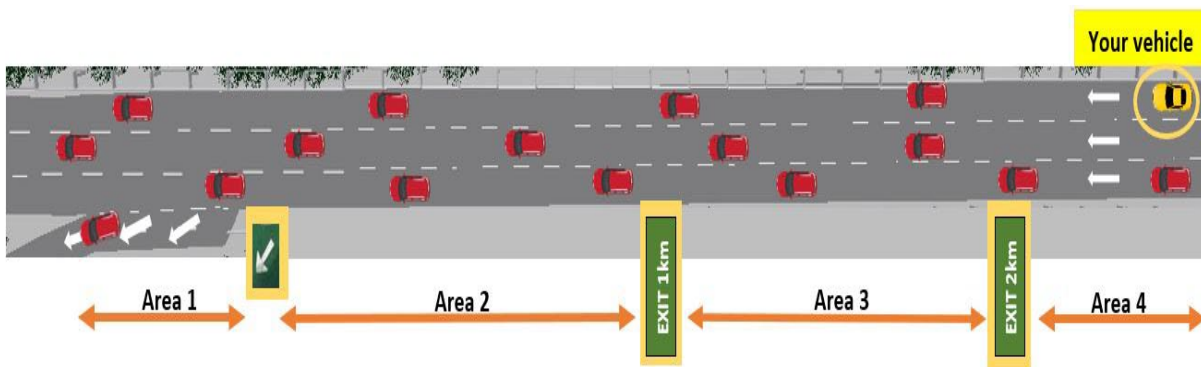 Your vehicle
EXIT 1km
EXIT 2km
Area 1
Area 2
Area 3
Area 4